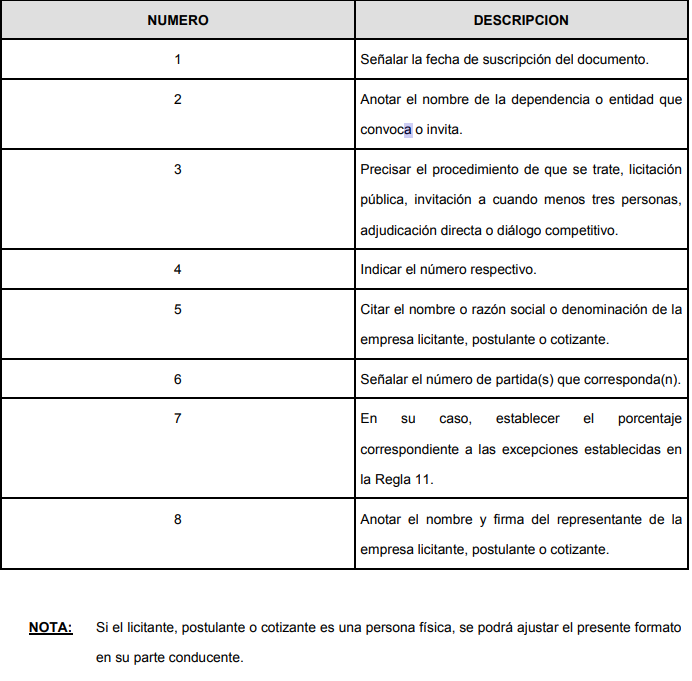 NUMERO DESCRIPCION
1 Señalar la fecha de suscripción del documento.
2 Anotar el nombre de la dependencia o entidad que
convoca o invita.
3 Precisar el procedimiento de que se trate, licitación
pública, invitación a cuando menos tres personas,
adjudicación directa o diálogo competitivo.
4 Indicar el número respectivo.
5 Citar el nombre o razón social o denominación de la
empresa licitante, postulante o cotizante.
6 Señalar el número de partida(s) que corresponda(n).
7 En su caso, establecer el porcentaje
correspondiente a las excepciones establecidas en
la Regla 11.
8 Anotar el nombre y firma del representante de la
empresa licitante, postulante o cotizante.
NOTA: Si el licitante, postulante o cotizante es una persona física, se podrá ajustar el presente formato
en su parte conducente.